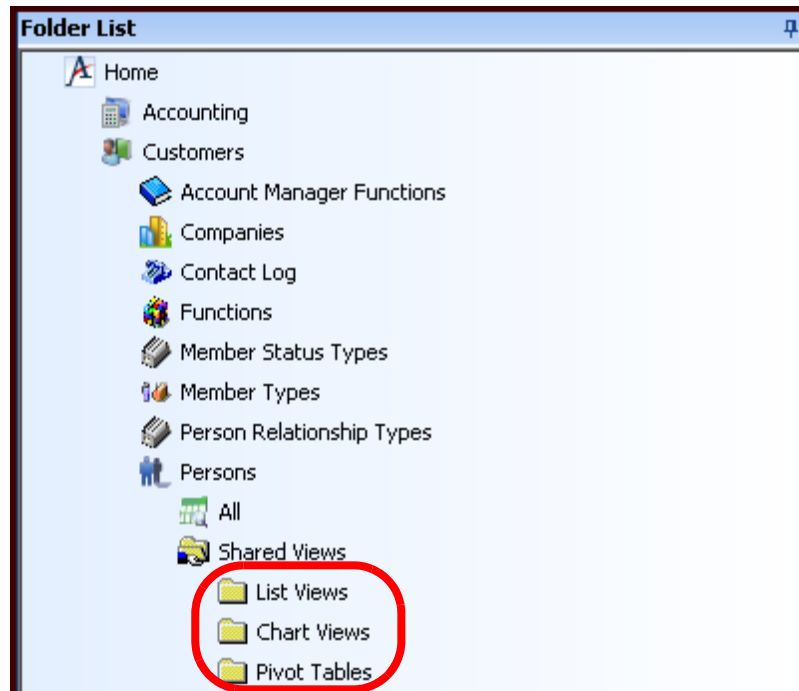 Folder List
Home
Accounting
Customers
Account Manager Functions
Companies
Contact Log
Functions
Member Status Types
Member Types
Person Relationship Types
Persons
All
Shared Views
List Views
Chart Views
Pivot Tables